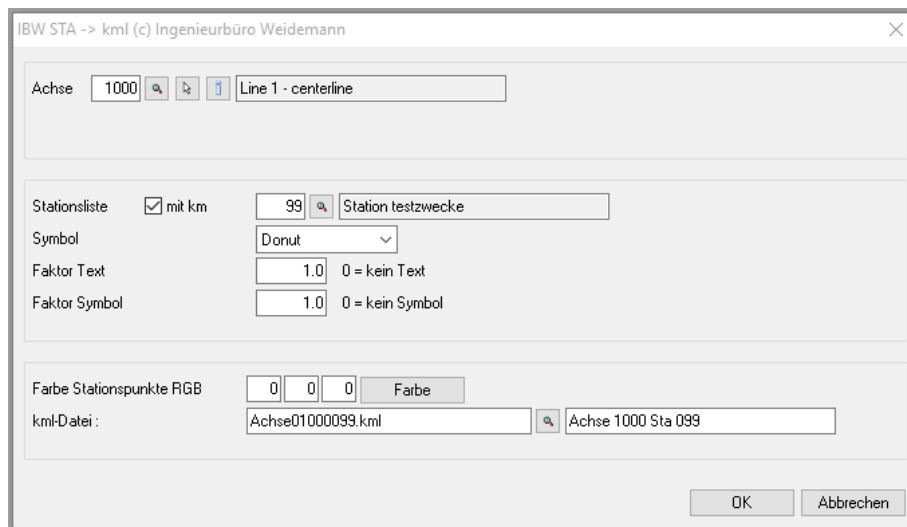 IBW STA -> kml (c) Ingenieurbüro Weidemann
Achse 1000 Line 1 - centerline
Stationsliste mit km 99 Station testzwecke
Symbol Donut
Faktor Text 1.0 0 = kein Text
Faktor Symbol 1.0 0 = kein Symbol
Farbe Stationspunkte RGB 0 0 0 Farbe
kml-Datei : Achse01000099.kml Achse 1000 Sta 099
OK Abbrechen